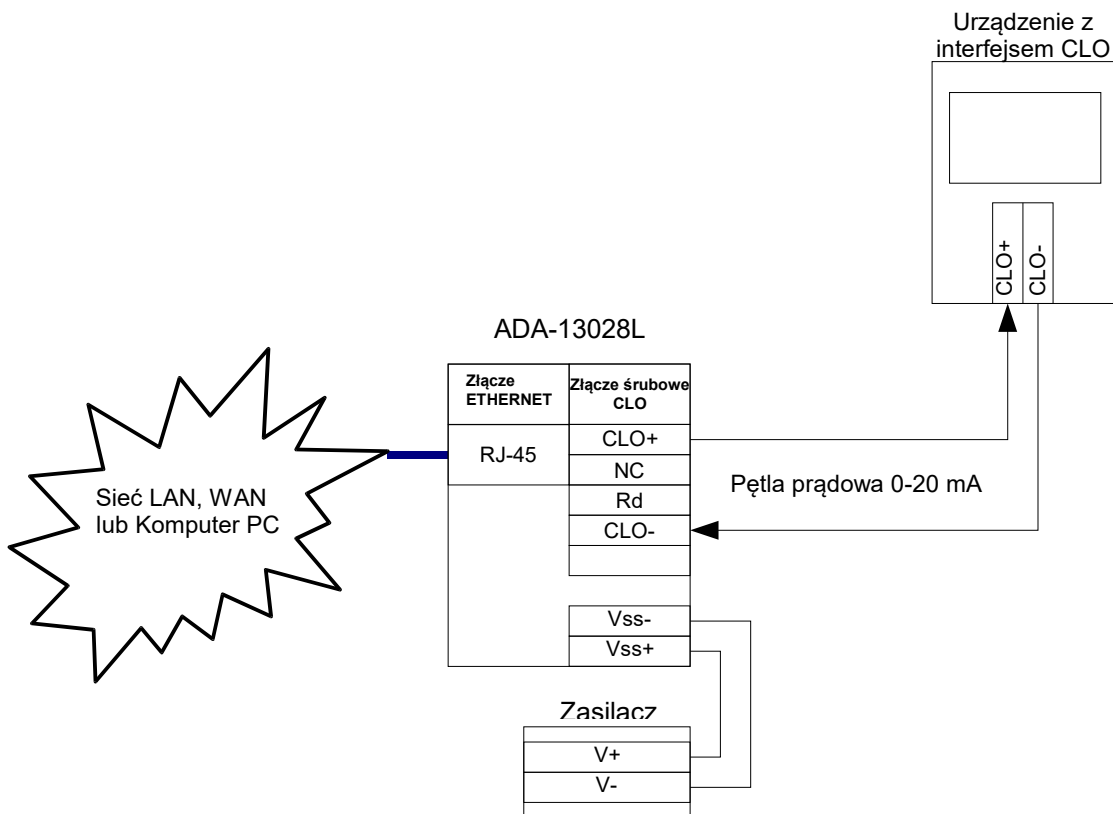 Urządzenie z
interfejsem CLO
CLO+
CLO-
ADA-13028L
Złącze
ETHERNET
Złącze śrubowe
CLO
RJ-45
CLO+
NC
Rd
CLO-
Pętla prądowa 0-20 mA
Sieć LAN, WAN
lub Komputer PC
Vss-
Vss+
Zasilacz
V+
V-